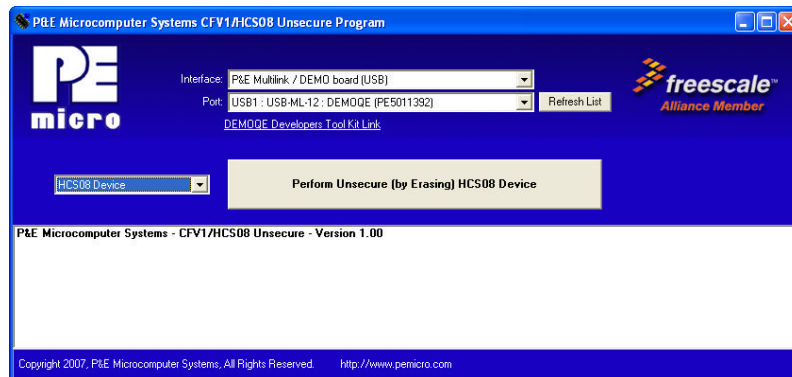 P&E Microcomputer Systems CFV1/HCS08 Unsecure Program
PE
micro
Interface: P&E Multilink / DEMO board (USB)
Port: USB1 : USB-ML-12 : DEMOQE (PE5011392) Refresh List
DEMOQE Developers Tool Kit Link
freescale™
Alliance Member
HCS08 Device
Perform Unsecure (by Erasing) HCS08 Device
P&E Microcomputer Systems - CFV1/HCS08 Unsecure - Version 1.00
Copyright 2007, P&E Microcomputer Systems, All Rights Reserved. http://www.pemicro.com